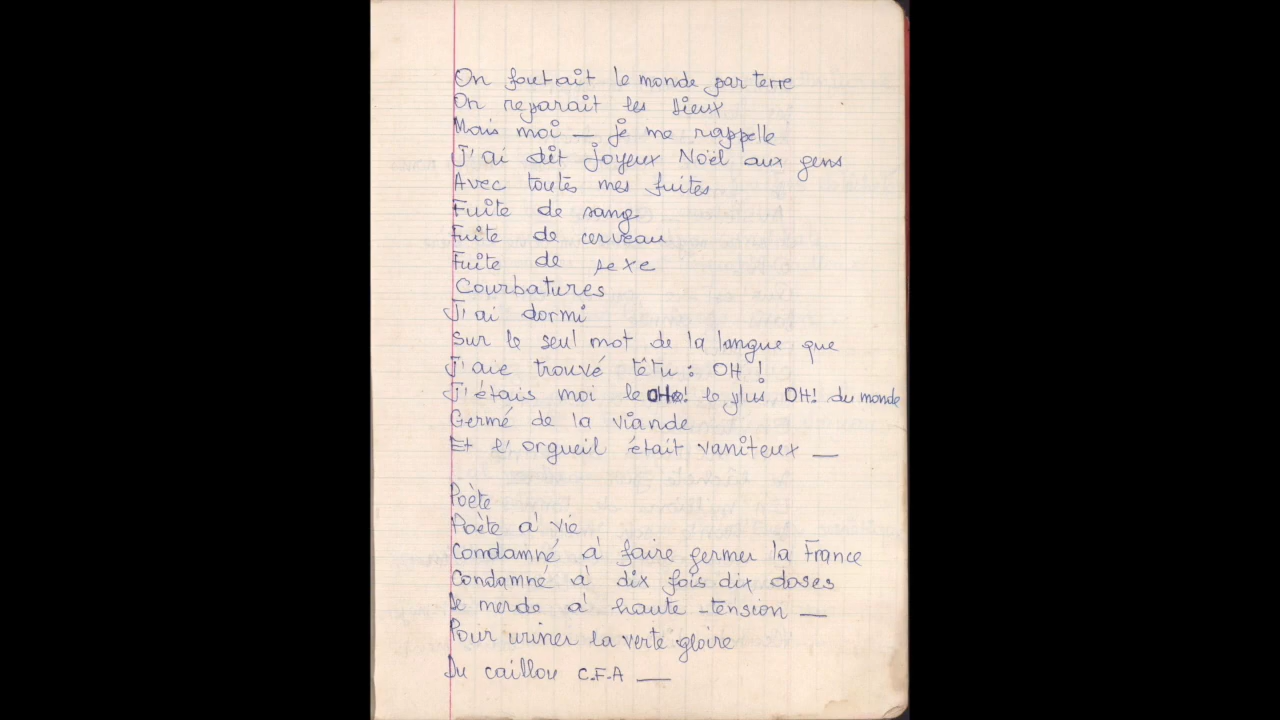 On foutait le monde par terre
On reparait les lieux
Mais moi — je me rappelle
J'ai dit joyeux Noël aux gens
Avec toutes mes fuites
Fuite de sang
Fuite de cerveau
Fuite de sexe
Courbatures
J'ai dormi
Sur le seul mot de la langue que
J'aie trouvé têtu : OH !
J'étais moi le OH! le plus OH! du monde
Germé de la viande
Et l'orgueil était vaniteux —
Poète
Poète à vie
Condamné à faire germer la France
Condamné à dix fois dix doses
De merde à haute-tension —
Pour uriner la verte gloire
Du caillou C.F.A —